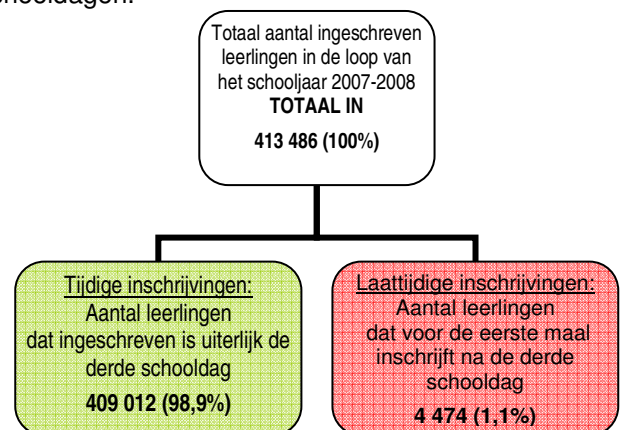 Totaal aantal ingeschreven
leerlingen in de loop van
het schooljaar 2007-2008
TOTAAL IN
413 486 (100%)
Tijdige inschrijvingen:
Aantal leerlingen
dat ingeschreven is uiterlijk de
derde schooldag
409 012 (98,9%)
Laattijdige inschrijvingen:
Aantal leerlingen
dat voor de eerste maal
inschrijft na de derde
schooldag
4 474 (1,1%)